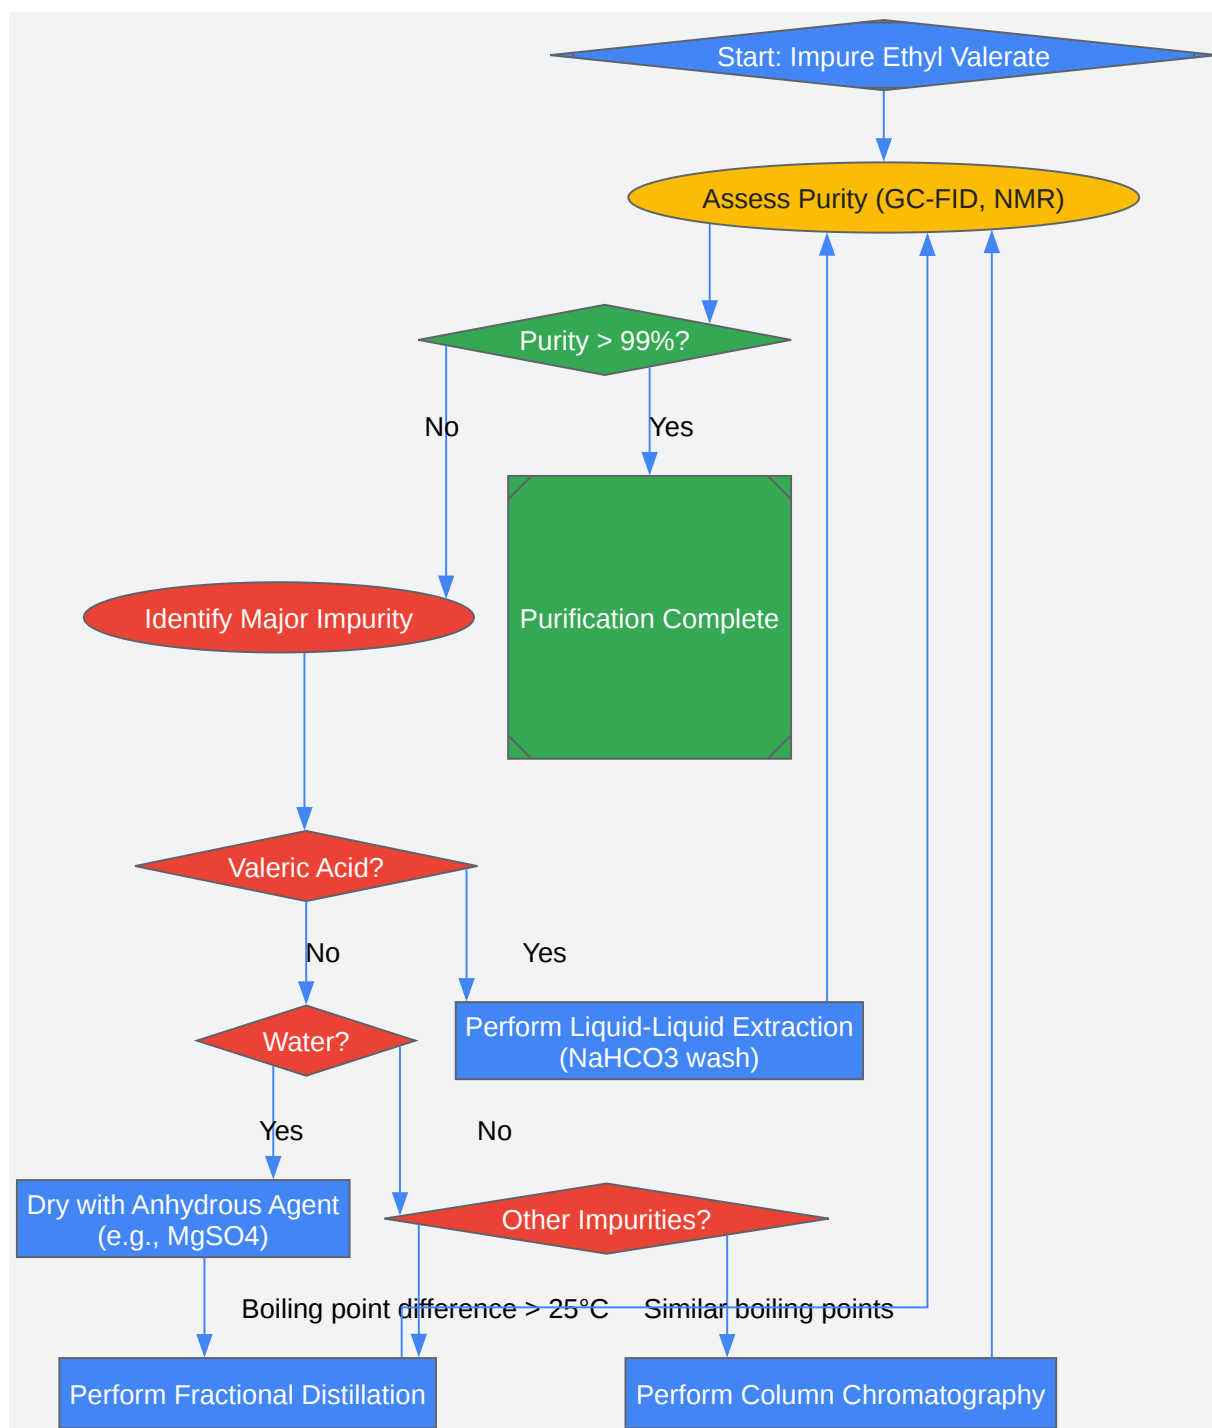 Start: Impure Ethyl Valerate
Assess Purity (GC-FID, NMR)
Purity > 99%?
No
Yes
Identify Major Impurity
Purification Complete
Valeric Acid?
No
Yes
Water?
Perform Liquid-Liquid Extraction
(NaHCO3 wash)
Yes
No
Dry with Anhydrous Agent
(e.g., MgSO4)
Other Impurities?
Boiling point difference > 25°C
Similar boiling points
Perform Fractional Distillation
Perform Column Chromatography